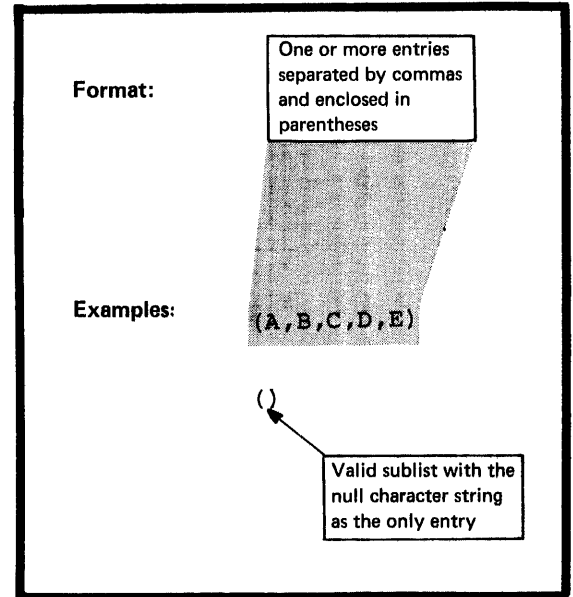 One or more entries
separated by commas
and enclosed in
parentheses
Format:
Examples:
(A,B,C,D,E)
()
Valid sublist with the
null character string
as the only entry